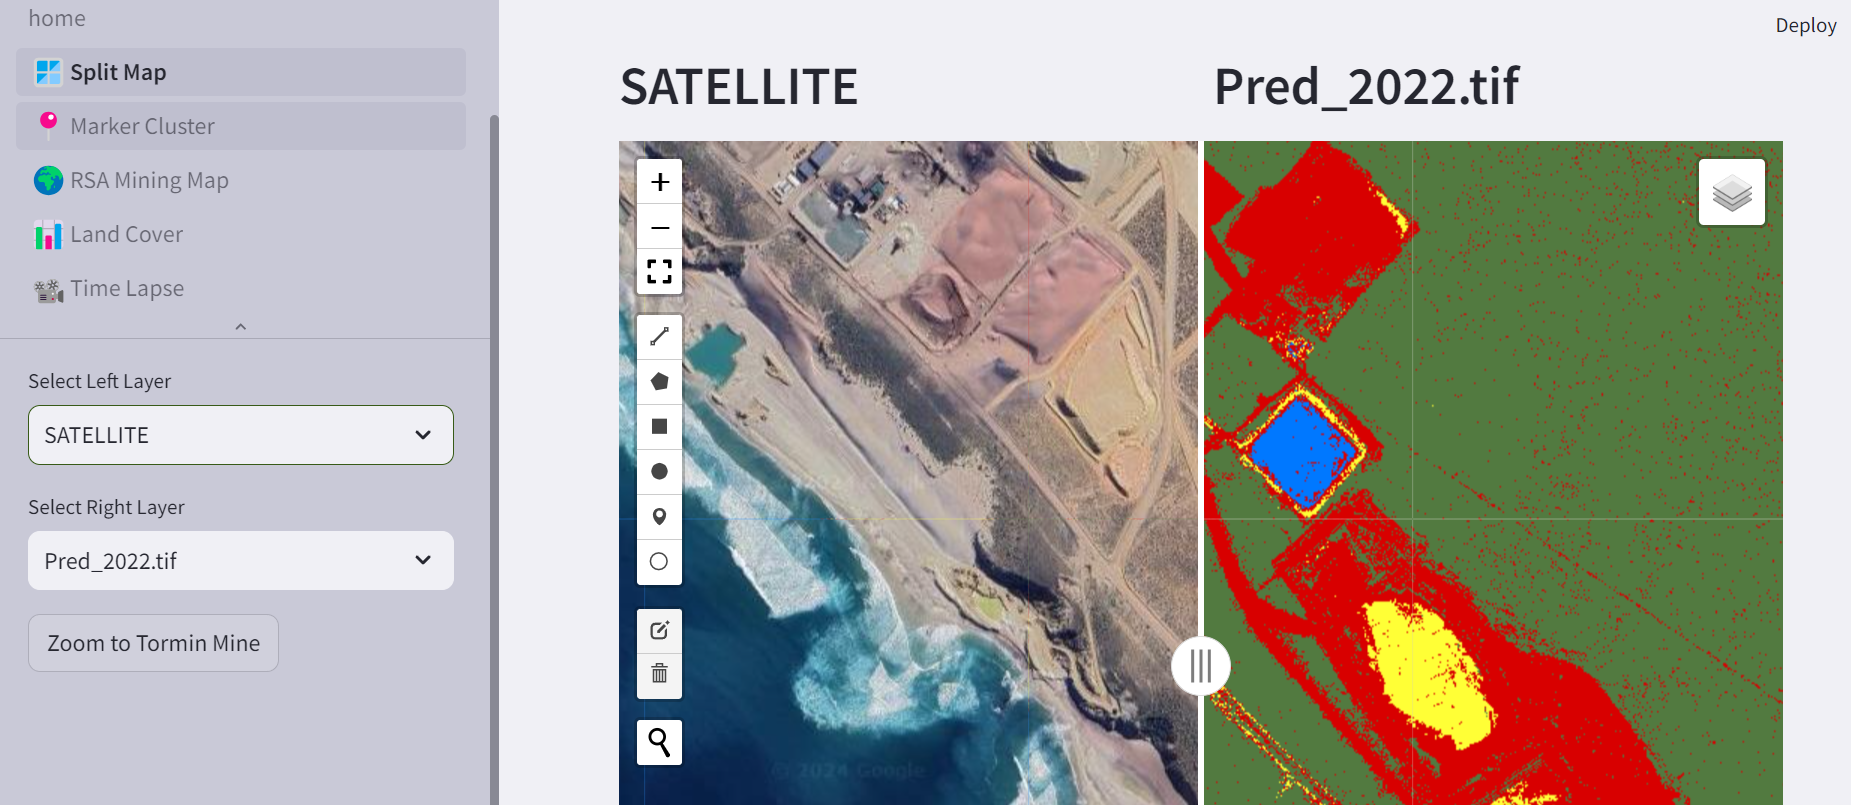 home
Split Map
Marker Cluster
RSA Mining Map
Land Cover
Time Lapse
Select Left Layer
SATELLITE
Select Right Layer
Pred_2022.tif
Zoom to Tormin Mine
Deploy
SATELLITE
Pred_2022.tif
© 2024 Google